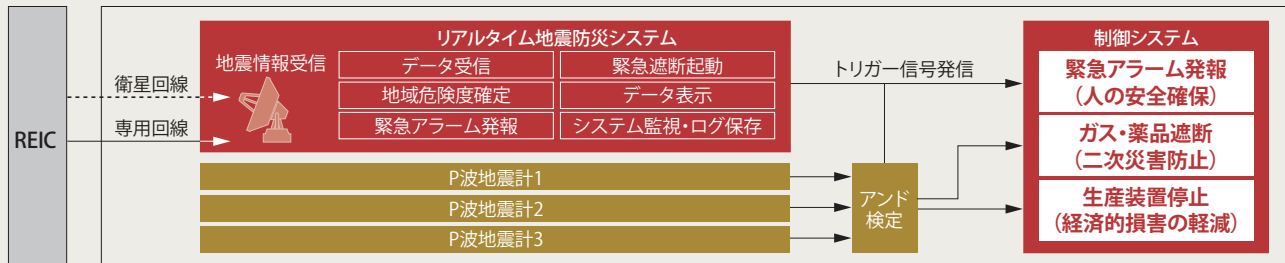 REIC
衛星回線
専用回線
リアルタイム地震防災システム
地震情報受信
データ受信
緊急遮断起動
地域危険度確定
データ表示
緊急アラーム発報
システム監視・ログ保存
P波地震計1
P波地震計2
P波地震計3
トリガー信号発信
アンド
検定
制御システム
緊急アラーム発報
（人の安全確保）
ガス・薬品遮断
（二次災害防止）
生産装置停止
（経済的損害の軽減）